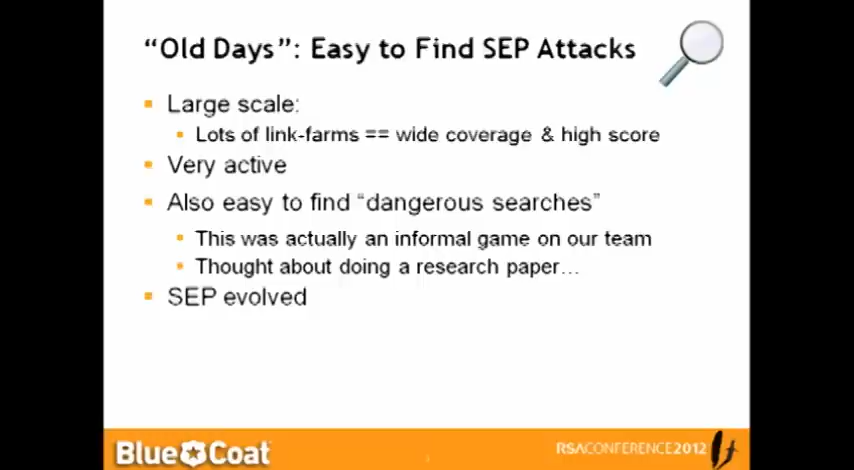 “Old Days”: Easy to Find SEP Attacks
Large scale:
Lots of link-farms == wide coverage & high score
Very active
Also easy to find “dangerous searches”
This was actually an informal game on our team
Thought about doing a research paper…
SEP evolved
Blue Coat
RSACONFERENCE2012